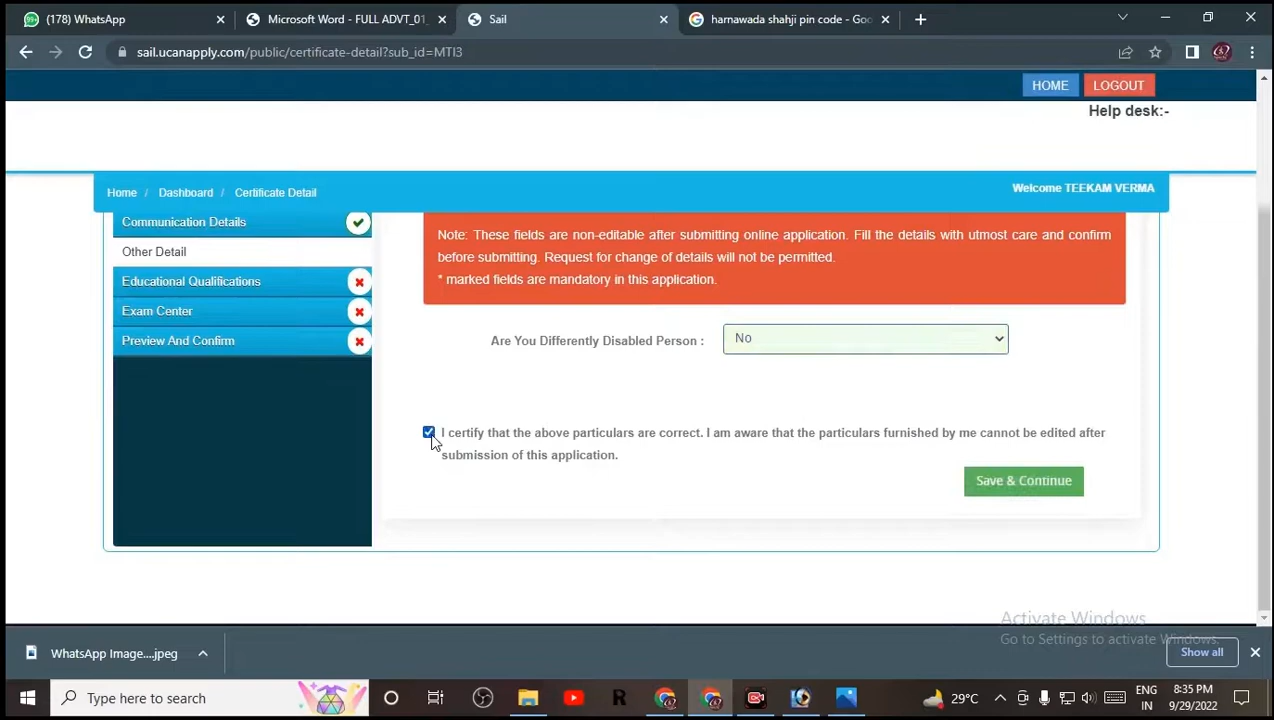 99+ WhatsApp
Microsoft Word - FULL ADVT_01_
Sail
harnawada shahji pin code - Goo
sail.ucanapply.com/public/certificate-detail?sub_id=MTI3
HOME LOGOUT
Help desk:-
Home / Dashboard / Certificate Detail
Welcome TEEKAM VERMA
Communication Details
Other Detail
Educational Qualifications
Exam Center
Preview And Confirm
Note: These fields are non-editable after submitting online application. Fill the details with utmost care and confirm
before submitting. Request for change of details will not be permitted.
* marked fields are mandatory in this application.
Are You Differently Disabled Person : No
I certify that the above particulars are correct. I am aware that the particulars furnished by me cannot be edited after
submission of this application.
Save & Continue
Activate Windows
Go to Settings to activate Windows.
WhatsApp Image....jpeg
Show all
Type here to search
R
29°C
ENG
IN
8:35 PM
9/29/2022